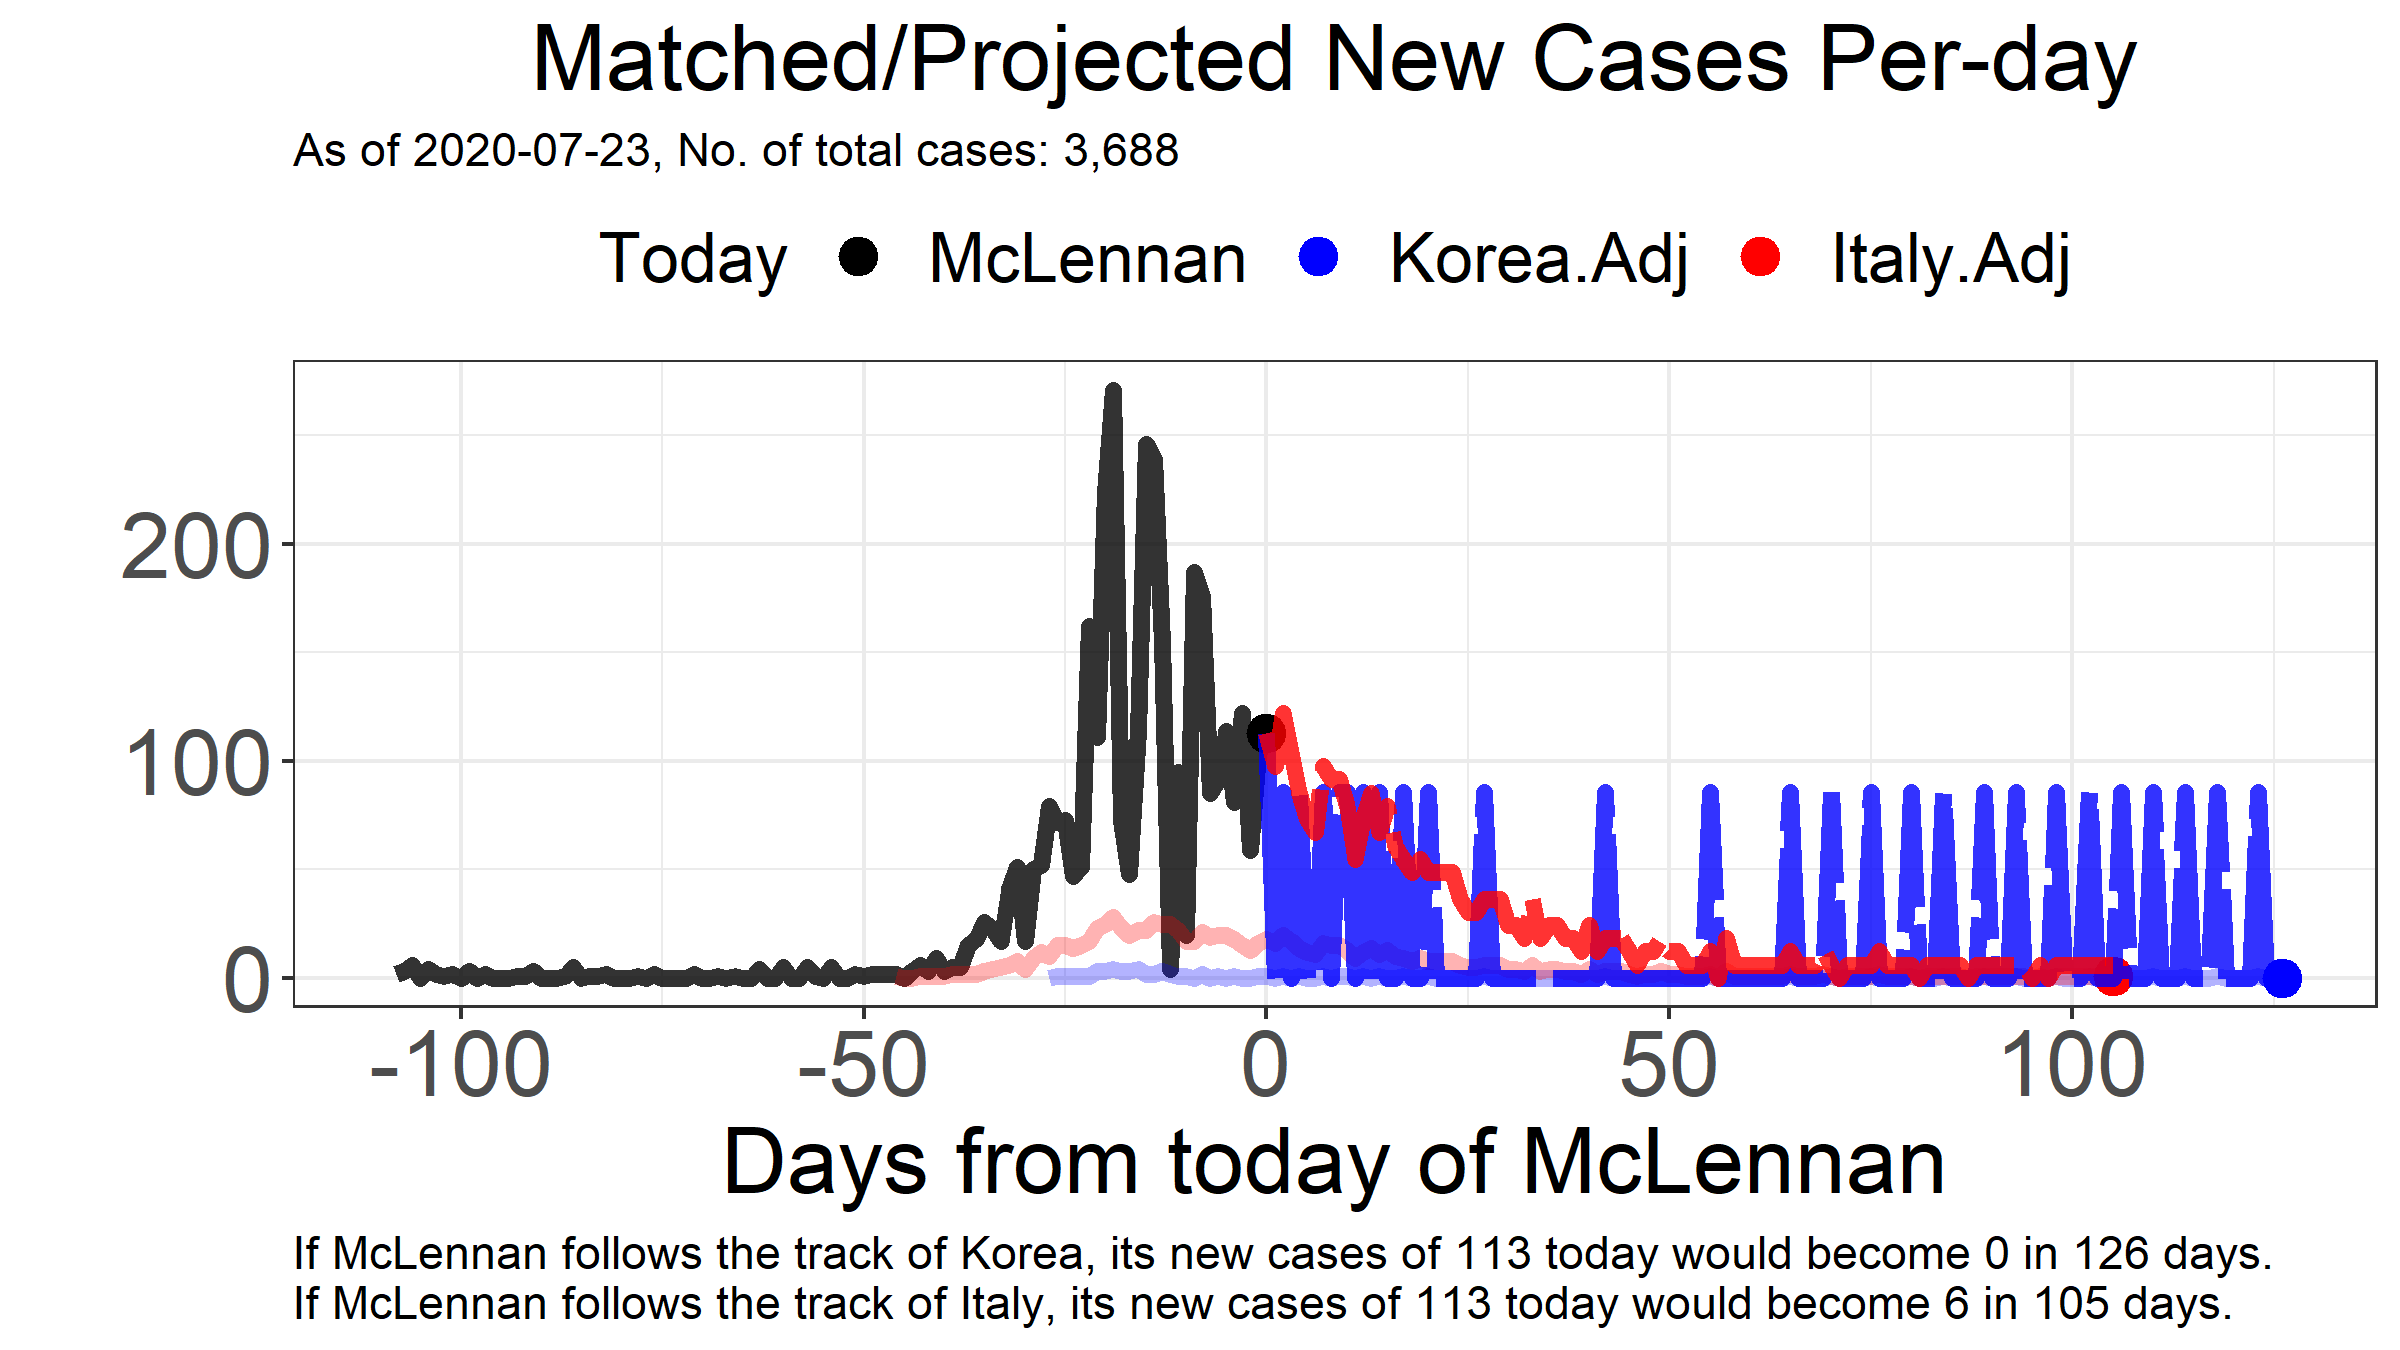 Matched/Projected New Cases Per-day
As of 2020-07-23, No. of total cases: 3,688
Today McLennan Korea.Adj Italy.Adj
200
100
0
-100 -50 0 50 100
Days from today of McLennan
If McLennan follows the track of Korea, its new cases of 113 today would become 0 in 126 days.
If McLennan follows the track of Italy, its new cases of 113 today would become 6 in 105 days.